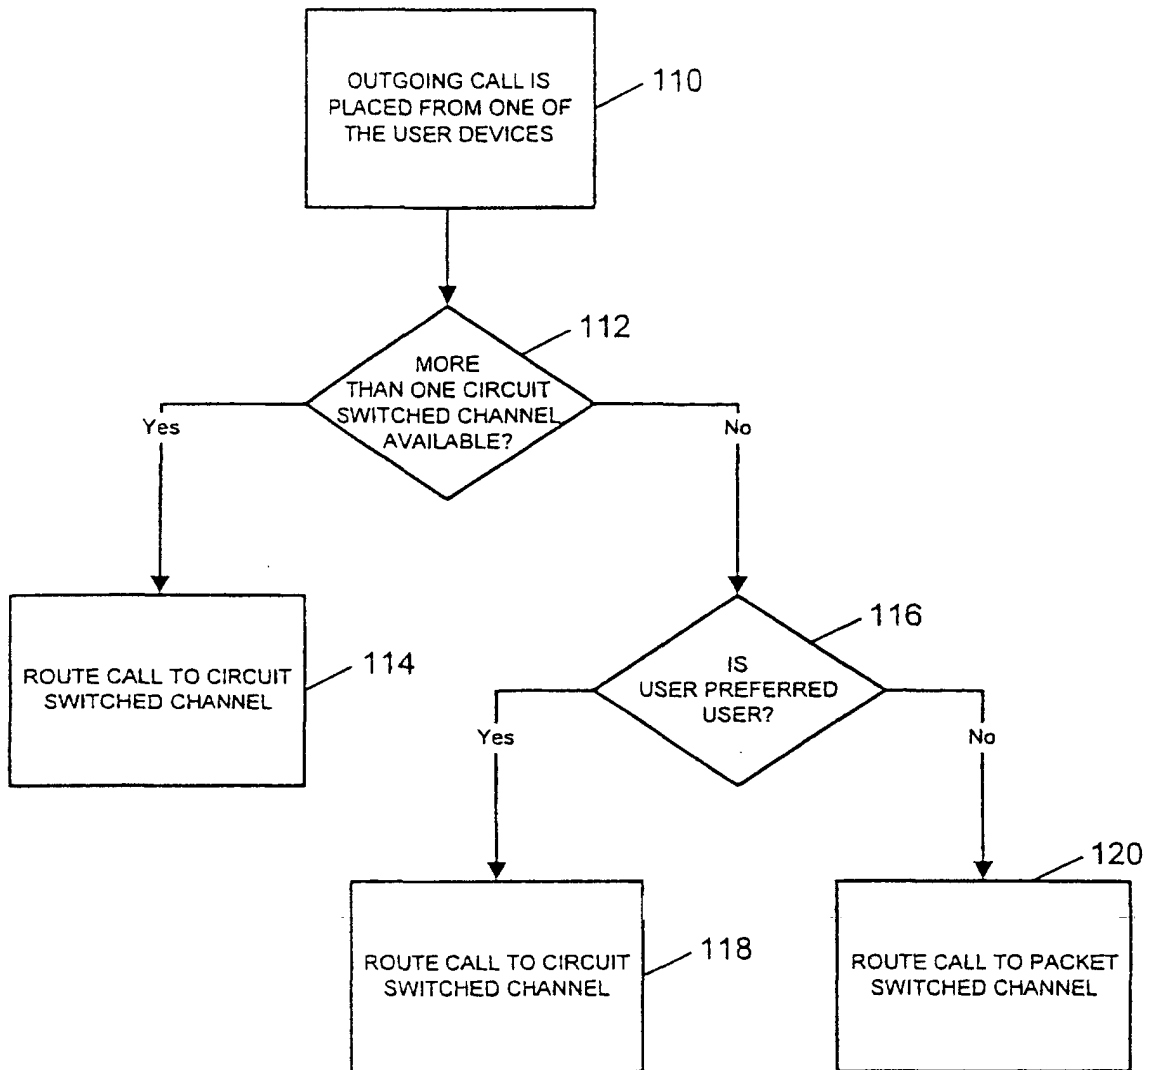 OUTGOING CALL IS
PLACED FROM ONE OF
THE USER DEVICES
110
112
MORE
THAN ONE CIRCUIT
SWITCHED CHANNEL
AVAILABLE?
Yes
No
114
ROUTE CALL TO CIRCUIT
SWITCHED CHANNEL
116
IS
USER PREFERRED
USER?
Yes
No
118
ROUTE CALL TO CIRCUIT
SWITCHED CHANNEL
120
ROUTE CALL TO PACKET
SWITCHED CHANNEL